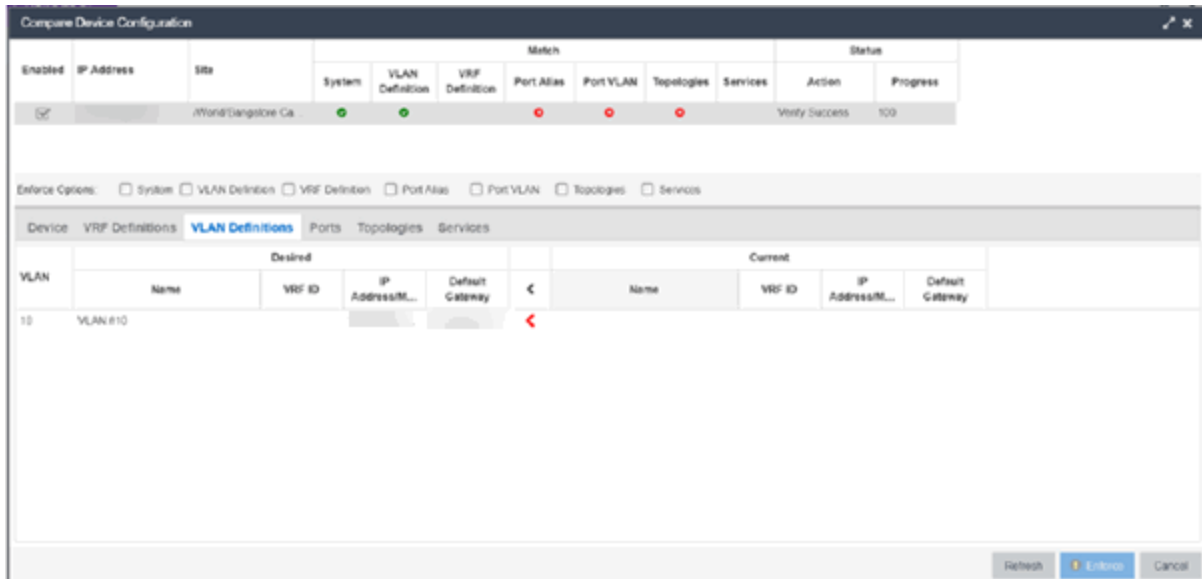 Compare Device Configuration
Match Status
Enabled IP Address Site System VLAN Definition VRF Definition Port Alias Port VLAN Topologies Services Action Progress
/World/Bangalore Ca... Verify Success 100
Enforce Options: System VLAN Definition VRF Definition Port Alias Port VLAN Topologies Services
Device VRF Definitions VLAN Definitions Ports Topologies Services
Desired Current
VLAN Name VRF ID IP Address/M... Default Gateway < Name VRF ID IP Address/M... Default Gateway
10 VLAN #10 <
Refresh Enforce Cancel